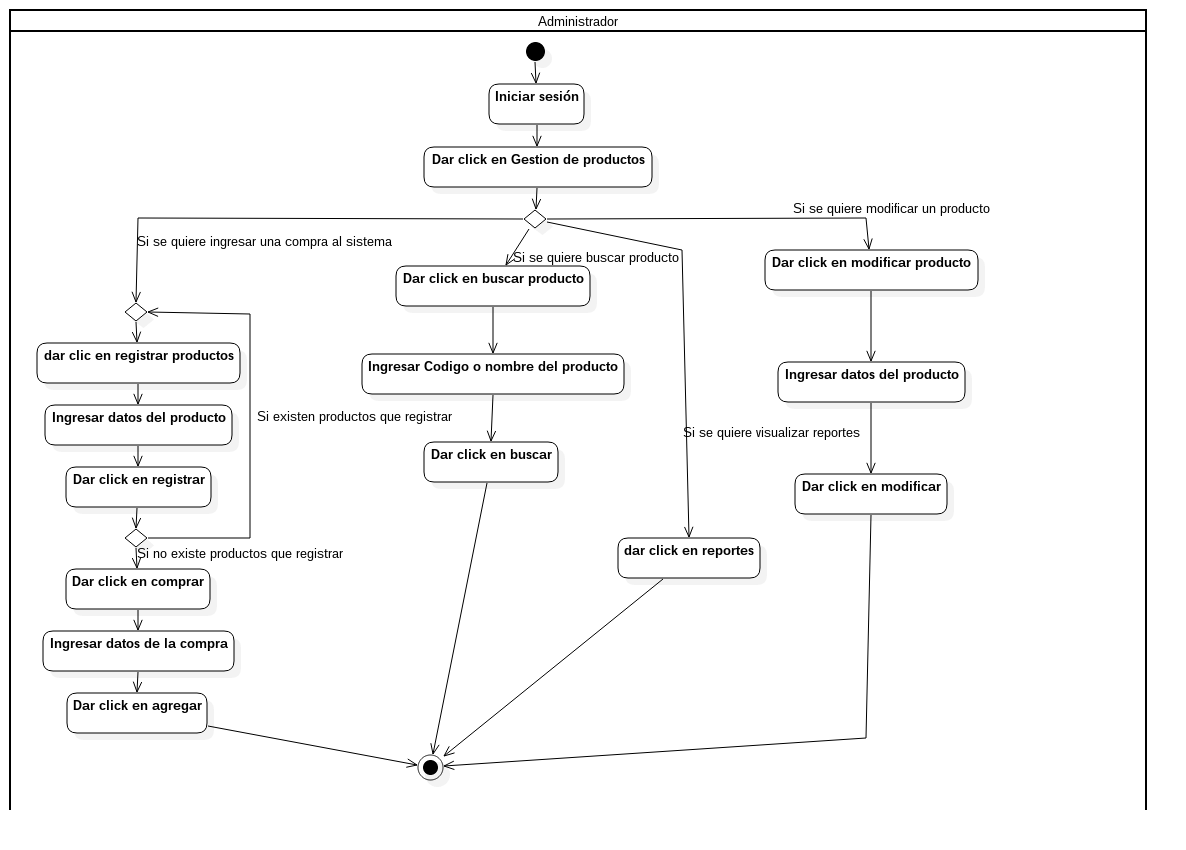 Administrador
Iniciar sesión
Dar click en Gestion de productos
Si se quiere modificar un producto
Si se quiere ingresar una compra al sistema
Si se quiere buscar producto
Dar click en modificar producto
Dar click en buscar producto
dar clic en registrar productos
Ingresar Codigo o nombre del producto
Ingresar datos del producto
Ingresar datos del producto
Si existen productos que registrar
Si se quiere visualizar reportes
Dar click en buscar
Dar click en registrar
Dar click en modificar
Si no existe productos que registrar
dar click en reportes
Dar click en comprar
Ingresar datos de la compra
Dar click en agregar